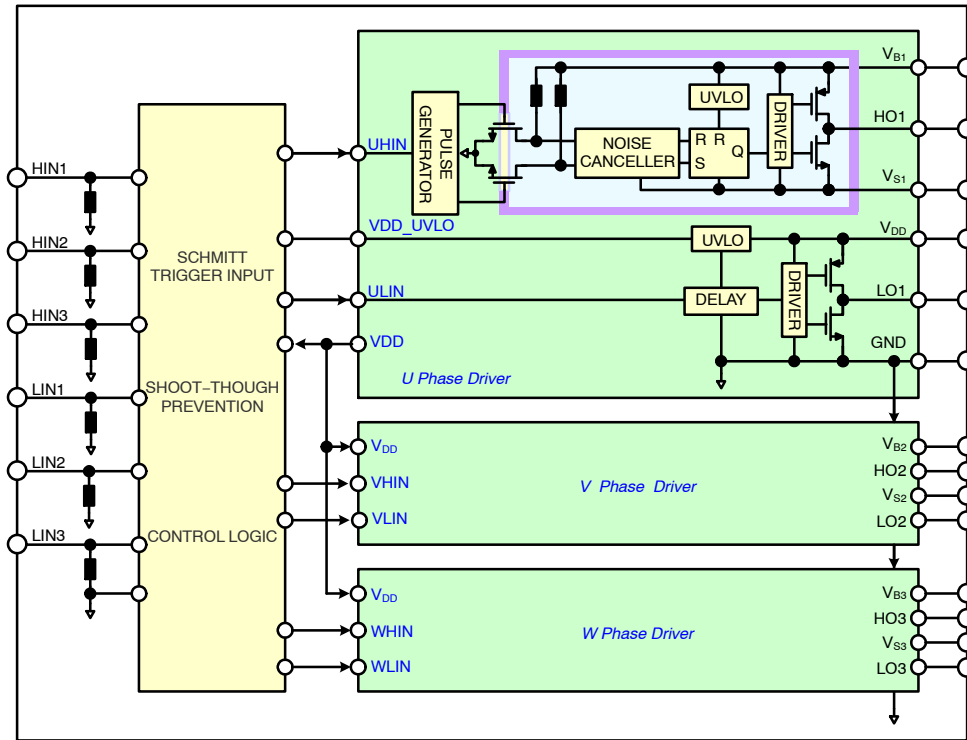 HIN1
HIN2
HIN3
LIN1
LIN2
LIN3
SCHMITT
TRIGGER INPUT
SHOOT−THOUGH
PREVENTION
CONTROL LOGIC
UHIN
VDD_UVLO
ULIN
VDD
PULSE
GENERATOR
NOISE
CANCELLER
UVLO
R R
S Q
DRIVER
UVLO
DELAY
DRIVER
U Phase Driver
VB1
HO1
VS1
VDD
LO1
GND
VDD
VHIN
VLIN
V Phase Driver
VB2
HO2
VS2
LO2
VDD
WHIN
WLIN
W Phase Driver
VB3
HO3
VS3
LO3